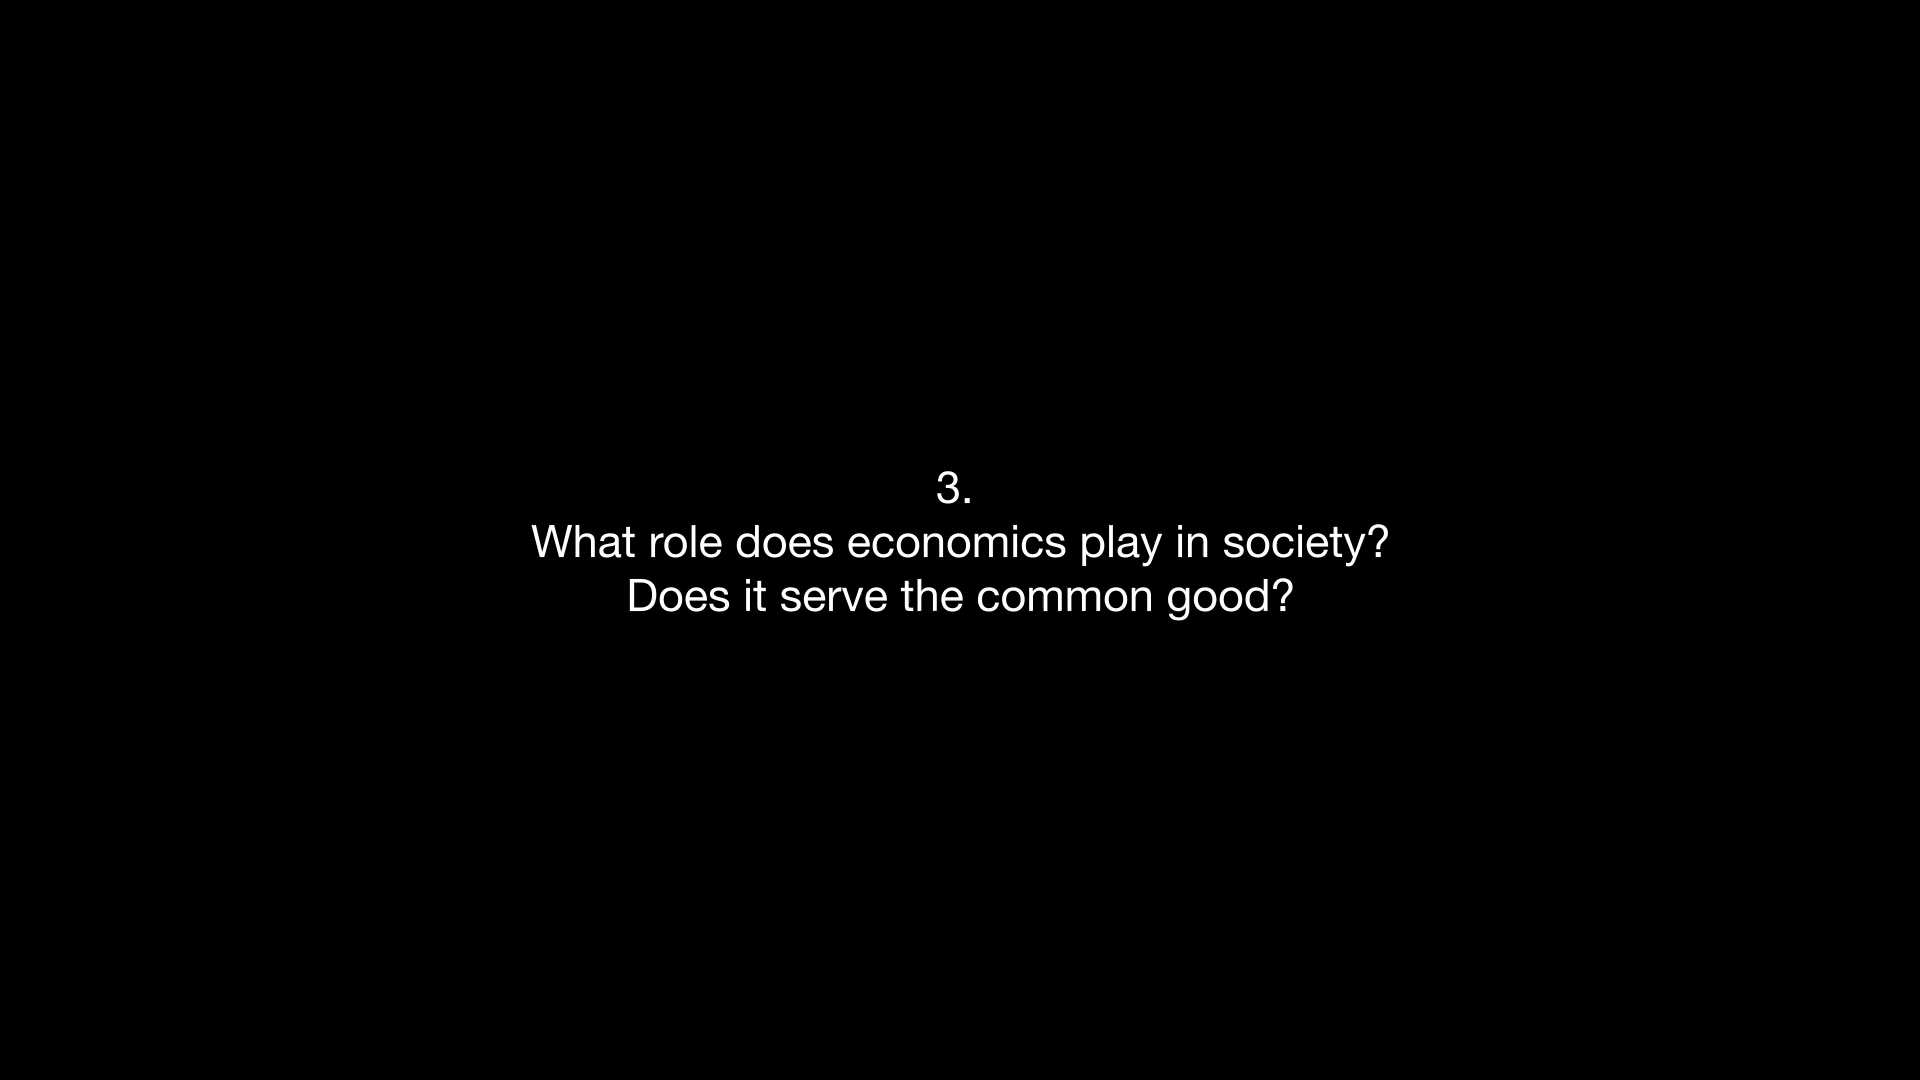 3.
What role does economics play in society?
Does it serve the common good?